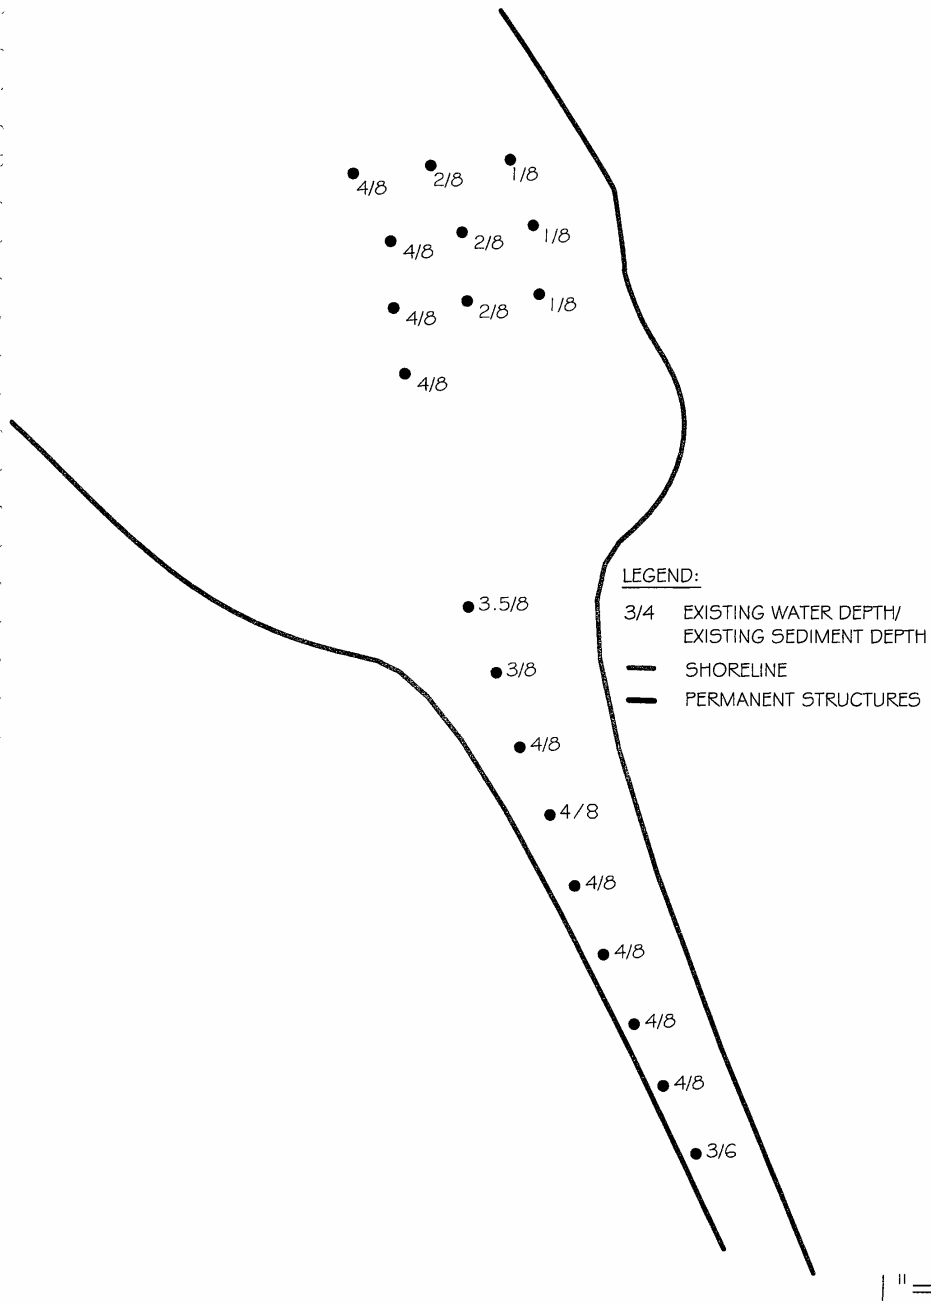 4/8 2/8 1/8
4/8 2/8 1/8
4/8 2/8 1/8
4/8
3.5/8
LEGEND:
3/4 EXISTING WATER DEPTH/
EXISTING SEDIMENT DEPTH
3/8
SHORELINE
PERMANENT STRUCTURES
4/8
4/8
4/8
4/8
4/8
4/8
3/6
1"=